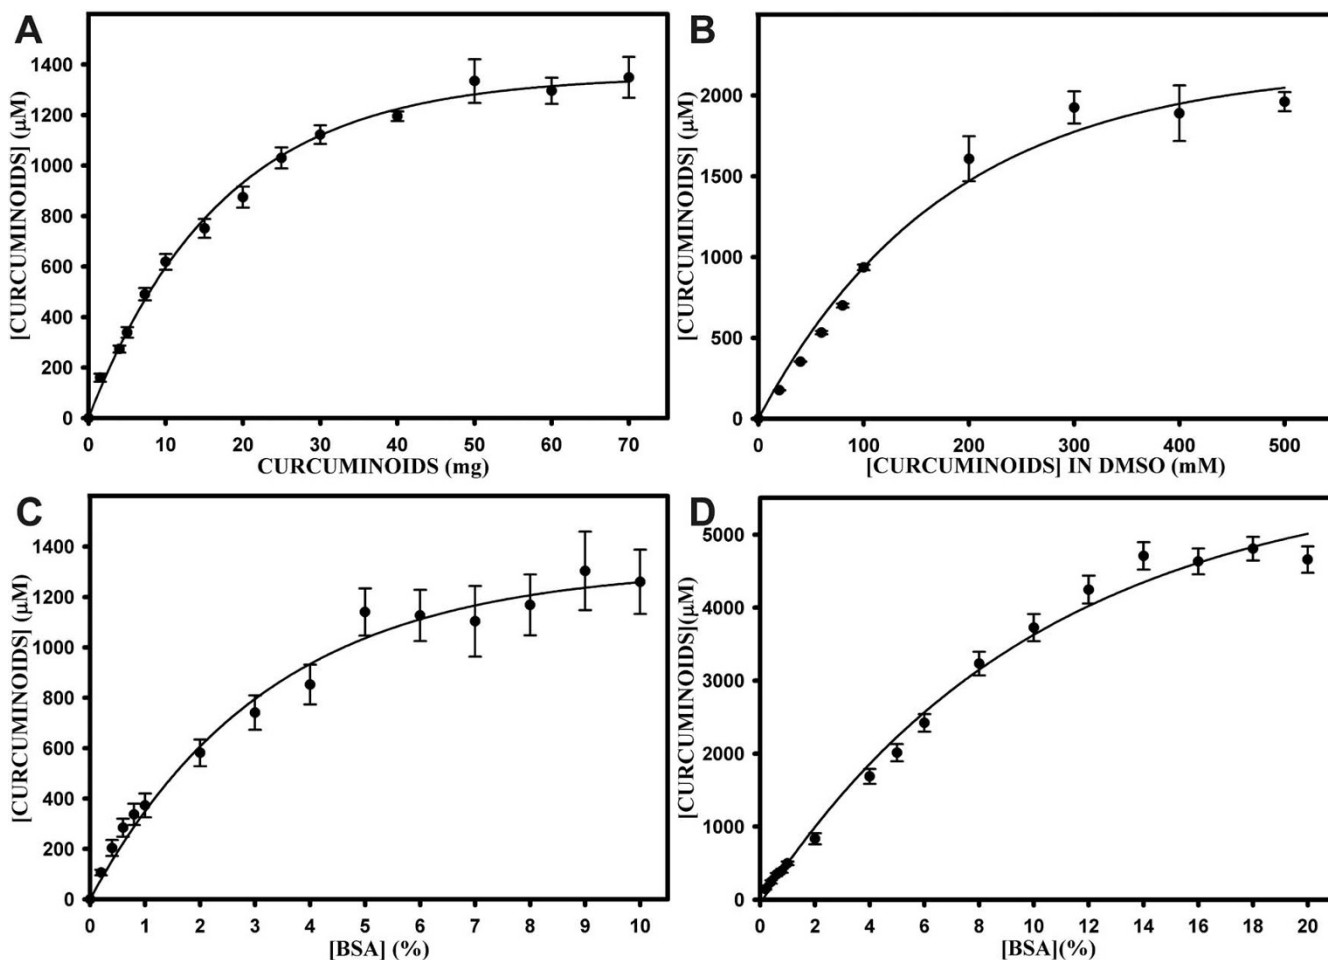 A
[CURCUMINOIDS] (µM)
1400
1200
1000
800
600
400
200
0
0 10 20 30 40 50 60 70
CURCUMINOIDS (mg)
B
[CURCUMINOIDS] (µM)
2000
1500
1000
500
0
0 100 200 300 400 500
[CURCUMINOIDS] IN DMSO (mM)
C
[CURCUMINOIDS] (µM)
1400
1200
1000
800
600
400
200
0
0 1 2 3 4 5 6 7 8 9 10
[BSA] (%)
D
[CURCUMINOIDS](µM)
5000
4000
3000
2000
1000
0
0 2 4 6 8 10 12 14 16 18 20
[BSA](%)